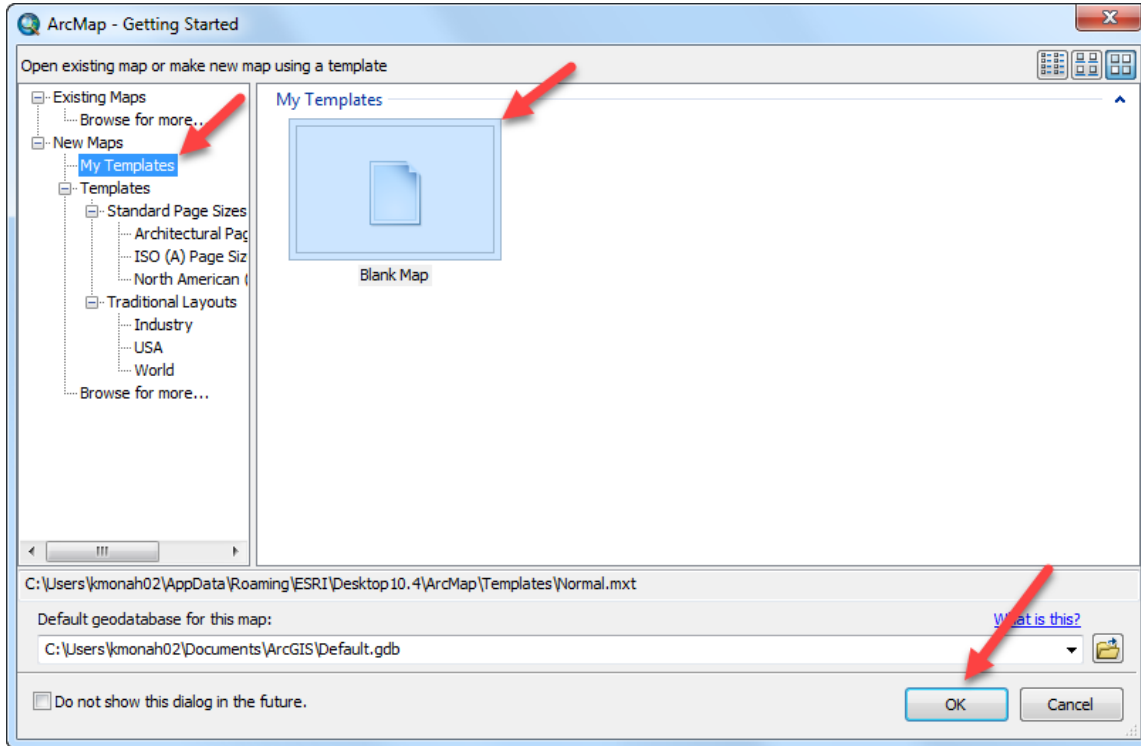 ArcMap - Getting Started
Open existing map or make new map using a template
Existing Maps
Browse for more...
New Maps
My Templates
Templates
Standard Page Sizes
Architectural Pag
ISO (A) Page Siz
North American (
Traditional Layouts
Industry
USA
World
Browse for more...
My Templates
Blank Map
C:\Users\kmonah02\AppData\Roaming\ESRI\Desktop10.4\ArcMap\Templates\Normal.mxt
Default geodatabase for this map:
What is this?
C:\Users\kmonah02\Documents\ArcGIS\Default.gdb
Do not show this dialog in the future.
OK
Cancel